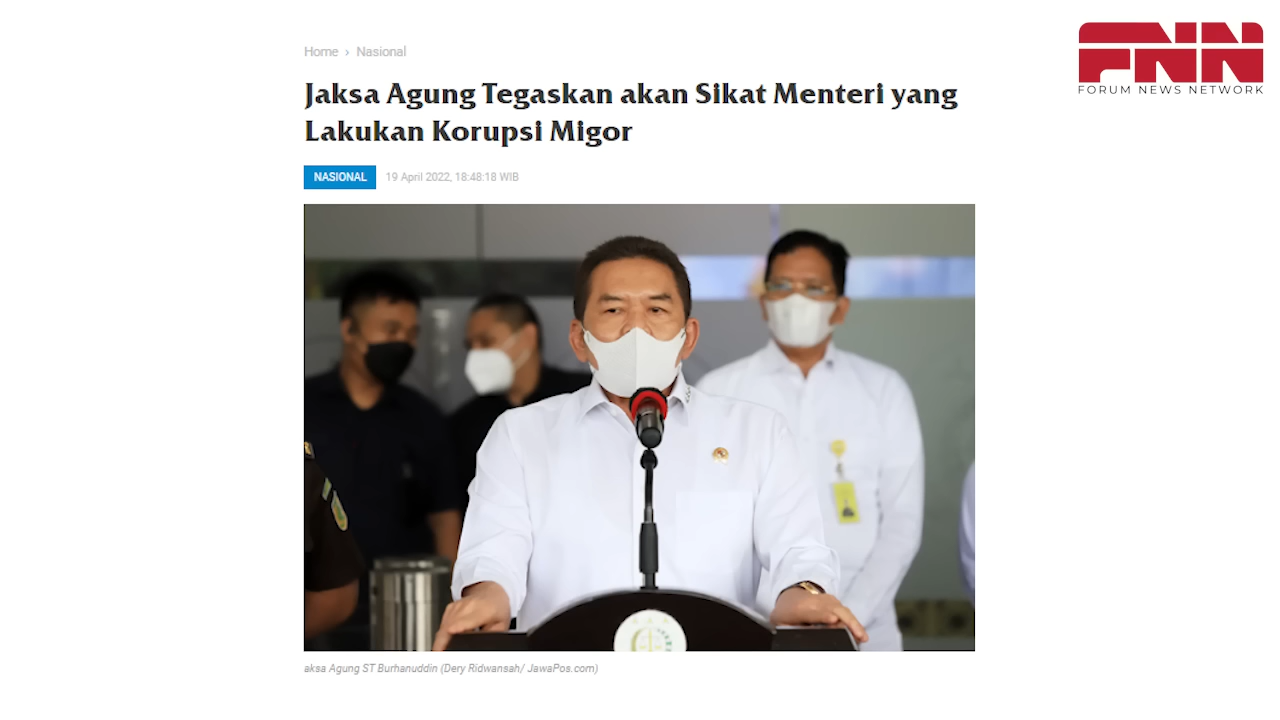 FNN
FORUM NEWS NETWORK
Home › Nasional
Jaksa Agung Tegaskan akan Sikat Menteri yang
Lakukan Korupsi Migor
NASIONAL 19 April 2022, 18:48:18 WIB
aksa Agung ST Burhanuddin (Dery Ridwansah/ JawaPos.com)